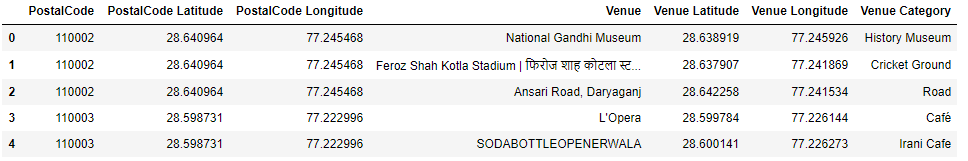 PostalCode PostalCode Latitude PostalCode Longitude Venue Venue Latitude Venue Longitude Venue Category
0 110002 28.640964 77.245468 National Gandhi Museum 28.638919 77.245926 History Museum
1 110002 28.640964 77.245468 Feroz Shah Kotla Stadium | फिरोज शाह कोटला स्ट... 28.637907 77.241869 Cricket Ground
2 110002 28.640964 77.245468 Ansari Road, Daryaganj 28.642258 77.241534 Road
3 110003 28.598731 77.222996 L'Opera 28.599784 77.226144 Café
4 110003 28.598731 77.222996 SODABOTTLEOPENERWALA 28.600141 77.226273 Irani Cafe